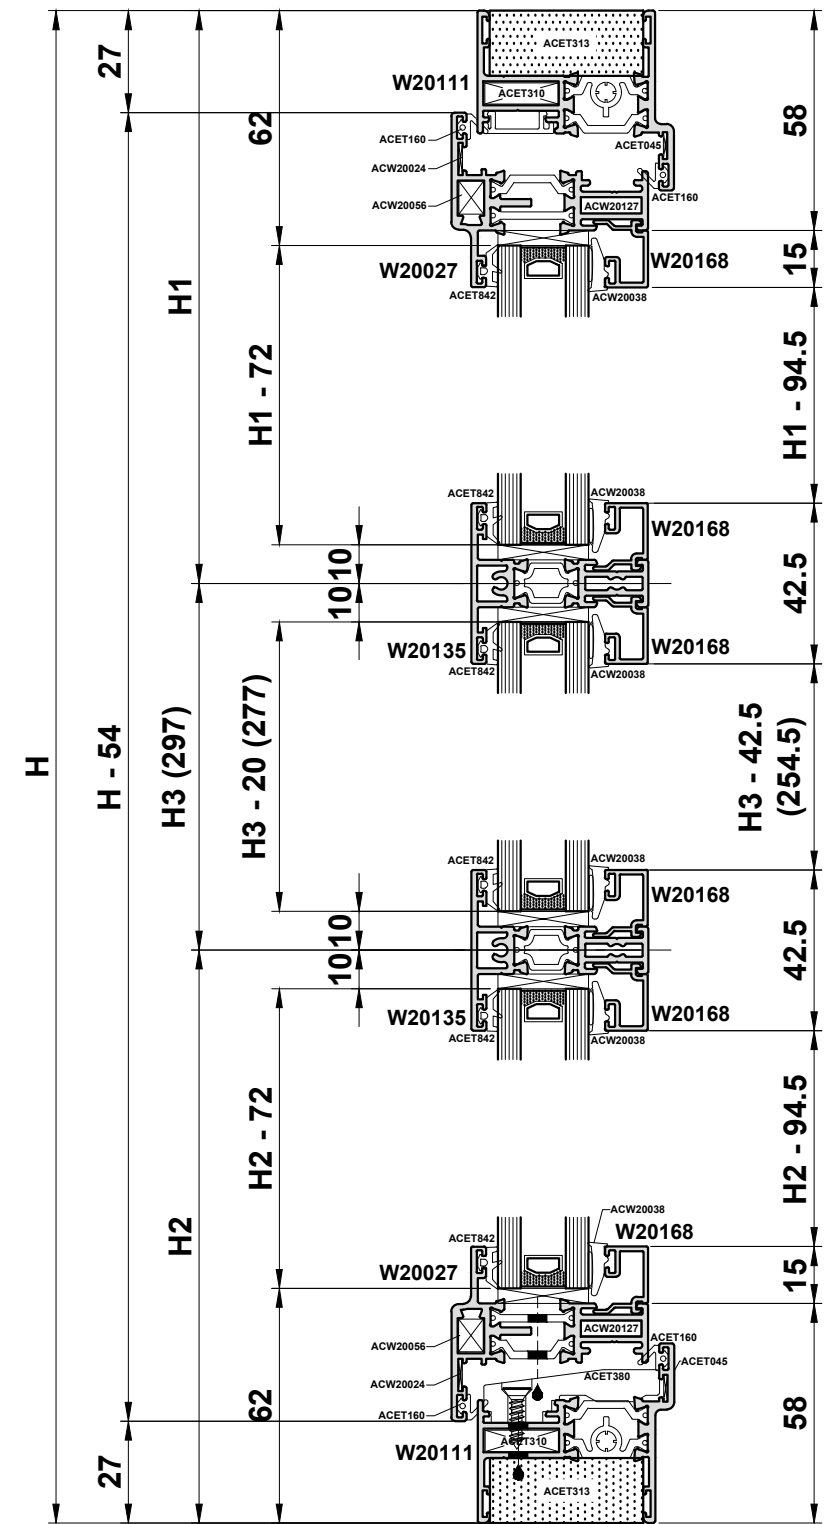 ACET313
27
W20111
ACET310
62
58
ACET160
ACET045
ACW20024
ACET160
ACW20056
ACW20127
W20027
W20168
15
ACET842
ACW20038
H1
H1 - 72
H1 - 94.5
ACET842
ACW20038
W20168
10
42.5
10
W20135
W20168
ACET842
ACW20038
H
H - 54
H3 (297)
H3 - 20 (277)
H3 - 42.5
(254.5)
ACET842
ACW20038
W20168
10
42.5
10
W20135
W20168
ACET842
ACW20038
H2
H2 - 72
H2 - 94.5
ACW20038
ACET842
W20168
W20027
15
ACW20127
ACW20056
ACET160
ACET045
ACW20024
ACET380
ACET160
62
58
W20111
ACET310
27
ACET313